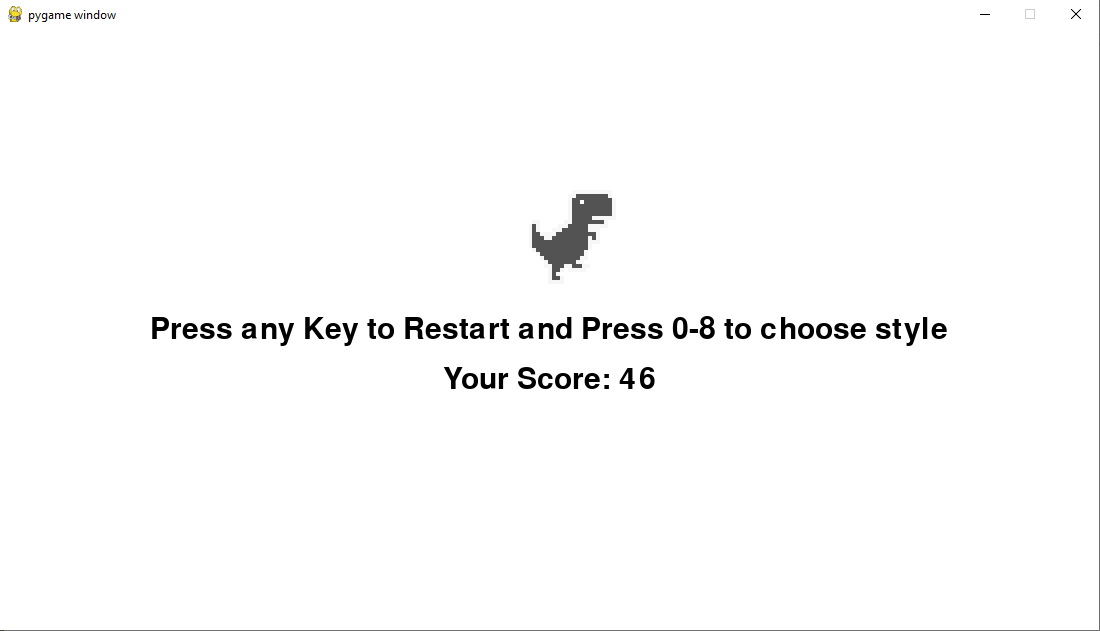 pygame window
Press any Key to Restart and Press 0-8 to choose style
Your Score: 46